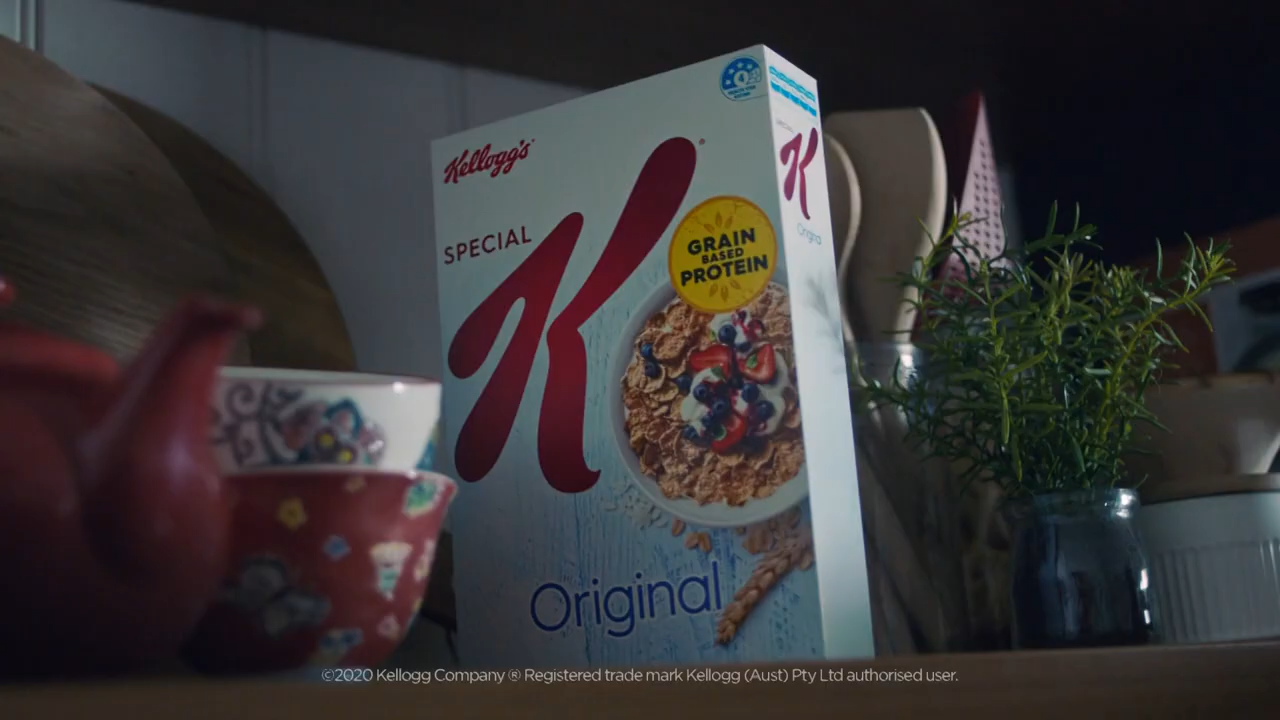 Kellogg's
SPECIAL
K®
GRAIN
BASED
PROTEIN
Original
K
Original
©2020 Kellogg Company ® Registered trade mark Kellogg (Aust) Pty Ltd authorised user.